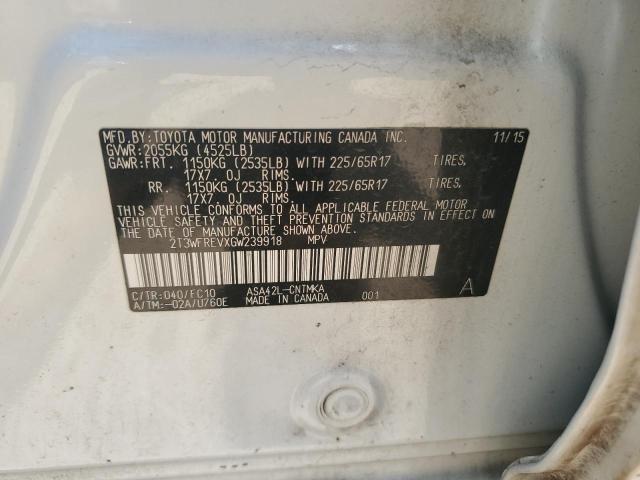 MFD.BY: TOYOTA MOTOR MANUFACTURING CANADA INC. 11/15
GVWR: 2055KG (4525LB)
GAWR: FRT. 1150KG (2535LB) WITH 225/65R17 TIRES,
17X7.0J RIMS.
RR. 1150KG (2535LB) WITH 225/65R17 TIRES,
17X7.0J RIMS.
THIS VEHICLE CONFORMS TO ALL APPLICABLE FEDERAL MOTOR
VEHICLE SAFETY AND THEFT PREVENTION STANDARDS IN EFFECT ON
THE DATE OF MANUFACTURE SHOWN ABOVE.
2T3WFREVXGW239918 MPV
C/TR:040/FC10 ASA42L-CNTMKA
A/TM:-02A/U760E MADE IN CANADA 001 A